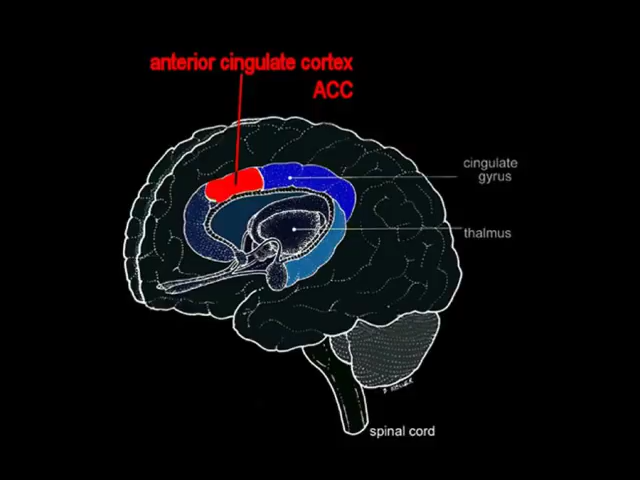 anterior cingulate cortex
ACC
cingulate
gyrus
thalmus
spinal cord